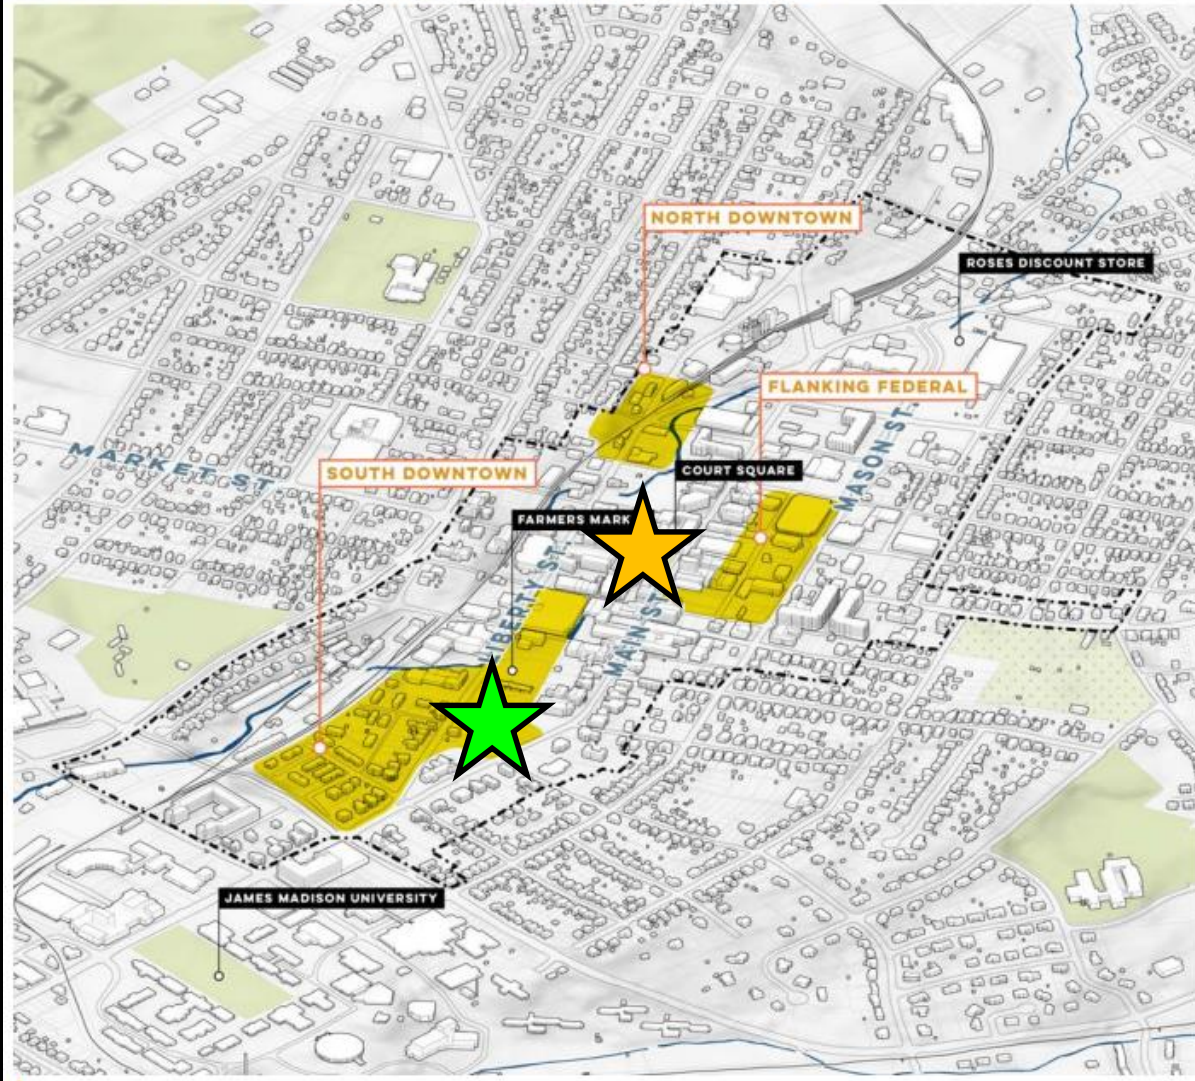 NORTH DOWNTOWN
ROSES DISCOUNT STORE
FLANKING FEDERAL
MASON ST.
MARKET ST.
SOUTH DOWNTOWN
COURT SQUARE
FARMERS MARK
IBERTY ST.
MAIN ST
JAMES MADISON UNIVERSITY